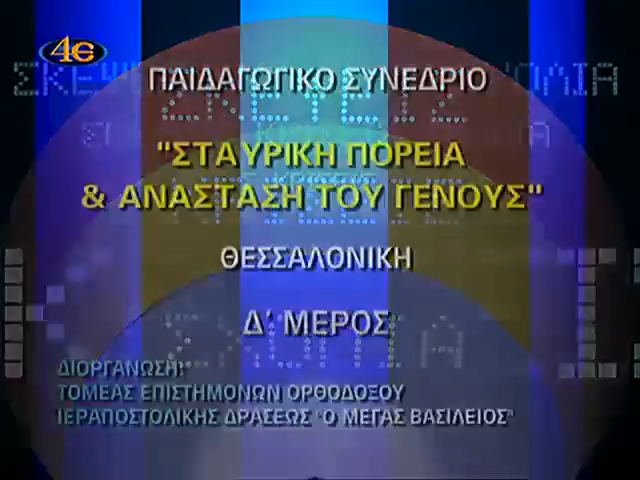 4ε
ΠΑΙΔΑΓΩΓΙΚΟ ΣΥΝΕΔΡΙΟ
"ΣΤΑΥΡΙΚΗ ΠΟΡΕΙΑ
& ΑΝΑΣΤΑΣΗ ΤΟΥ ΓΕΝΟΥΣ"
ΘΕΣΣΑΛΟΝΙΚΗ
Δ' ΜΕΡΟΣ
ΔΙΟΡΓΑΝΩΣΗ:
ΤΟΜΕΑΣ ΕΠΙΣΤΗΜΟΝΩΝ ΟΡΘΟΔΟΞΟΥ
ΙΕΡΑΠΟΣΤΟΛΙΚΗΣ ΔΡΑΣΕΩΣ "Ο ΜΕΓΑΣ ΒΑΣΙΛΕΙΟΣ"